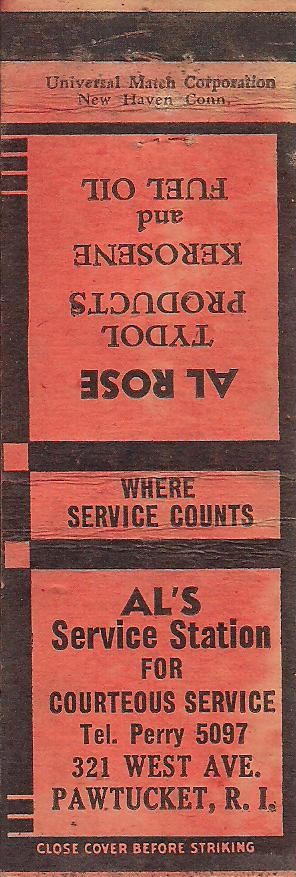 Universal Match Corporation
New Haven Conn.
AL ROSE
TYDOL
PRODUCTS
KEROSENE
and
FUEL OIL
WHERE
SERVICE COUNTS
AL'S
Service Station
FOR
COURTEOUS SERVICE
Tel. Perry 5097
321 WEST AVE.
PAWTUCKET, R. I.
CLOSE COVER BEFORE STRIKING